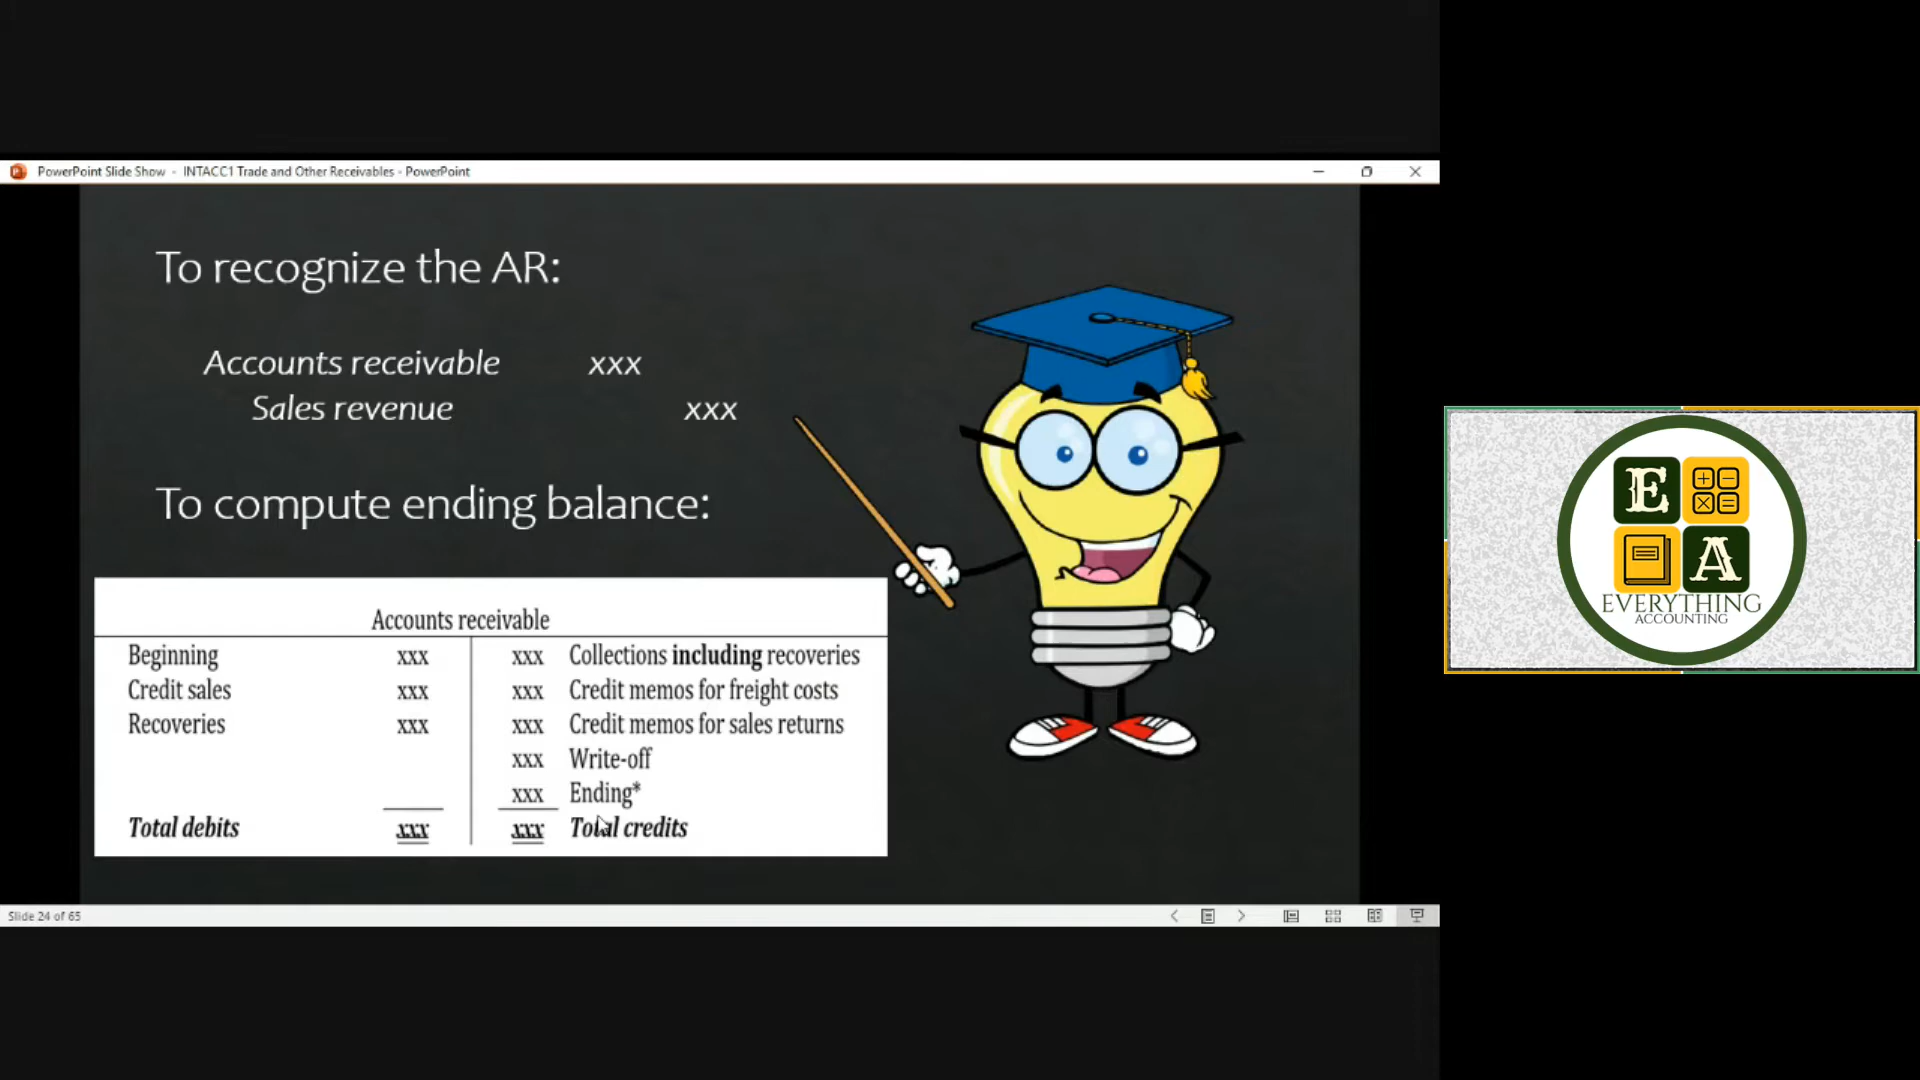 PowerPoint Slide Show - INTACC1 Trade and Other Receivables - PowerPoint
To recognize the AR:
Accounts receivable xxx
Sales revenue xxx
To compute ending balance:
Accounts receivable
Beginning xxx xxx Collections including recoveries
Credit sales xxx xxx Credit memos for freight costs
Recoveries xxx xxx Credit memos for sales returns
xxx Write-off
xxx Ending*
Total debits xxx xxx Total credits
Slide 24 of 65
E
A
EVERYTHING
ACCOUNTING